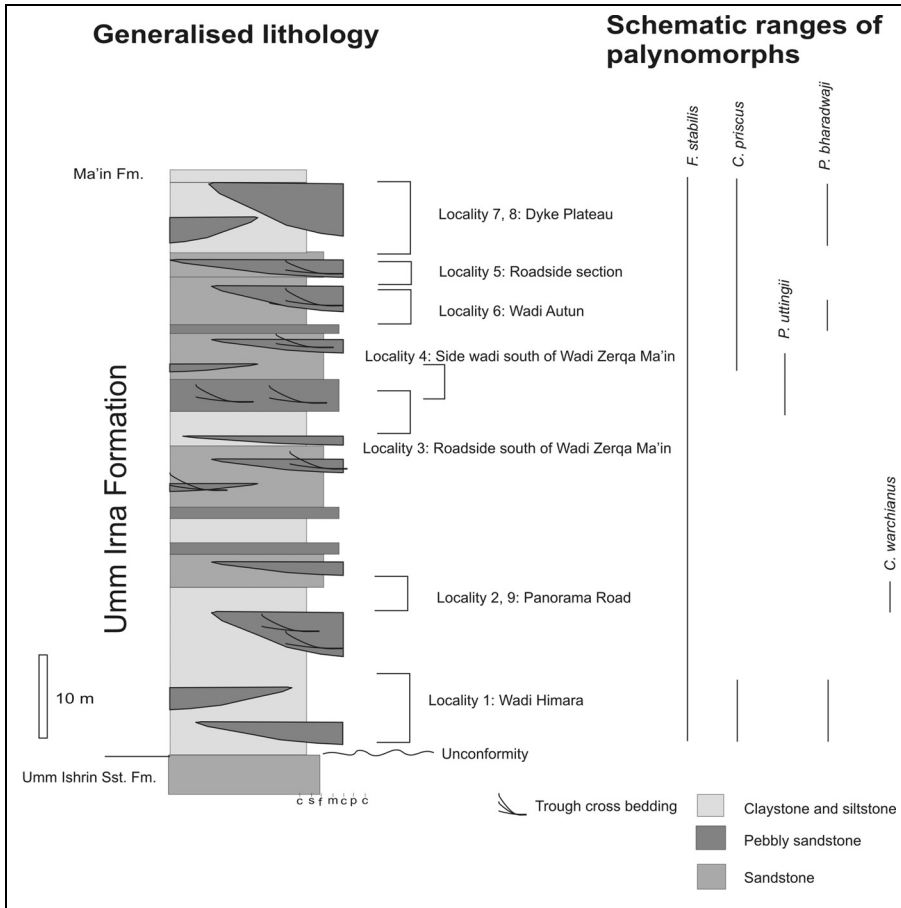 Generalised lithology
Schematic ranges of
palynomorphs
F. stabilis
C. priscus
P. bharadwaji
P. uttingii
C. warchianus
Ma'in Fm.
Locality 7, 8: Dyke Plateau
Locality 5: Roadside section
Locality 6: Wadi Autun
Locality 4: Side wadi south of Wadi Zerqa Ma'in
Locality 3: Roadside south of Wadi Zerqa Ma'in
Umm Irna Formation
Locality 2, 9: Panorama Road
10 m
Locality 1: Wadi Himara
Unconformity
Umm Ishrin Sst. Fm.
c s f m c p c
Trough cross bedding
Claystone and siltstone
Pebbly sandstone
Sandstone